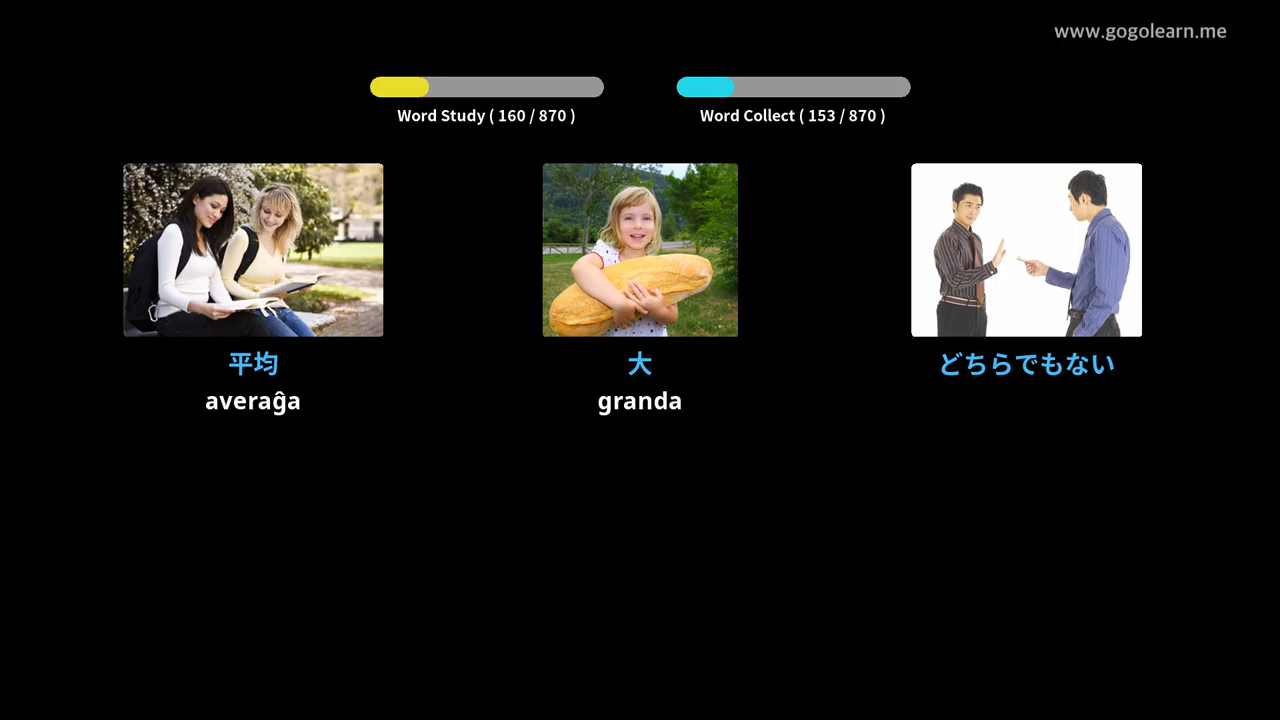 www.gogolearn.me
Word Study ( 160 / 870 )
Word Collect ( 153 / 870 )
平均
averaĝa
大
granda
どちらでもない